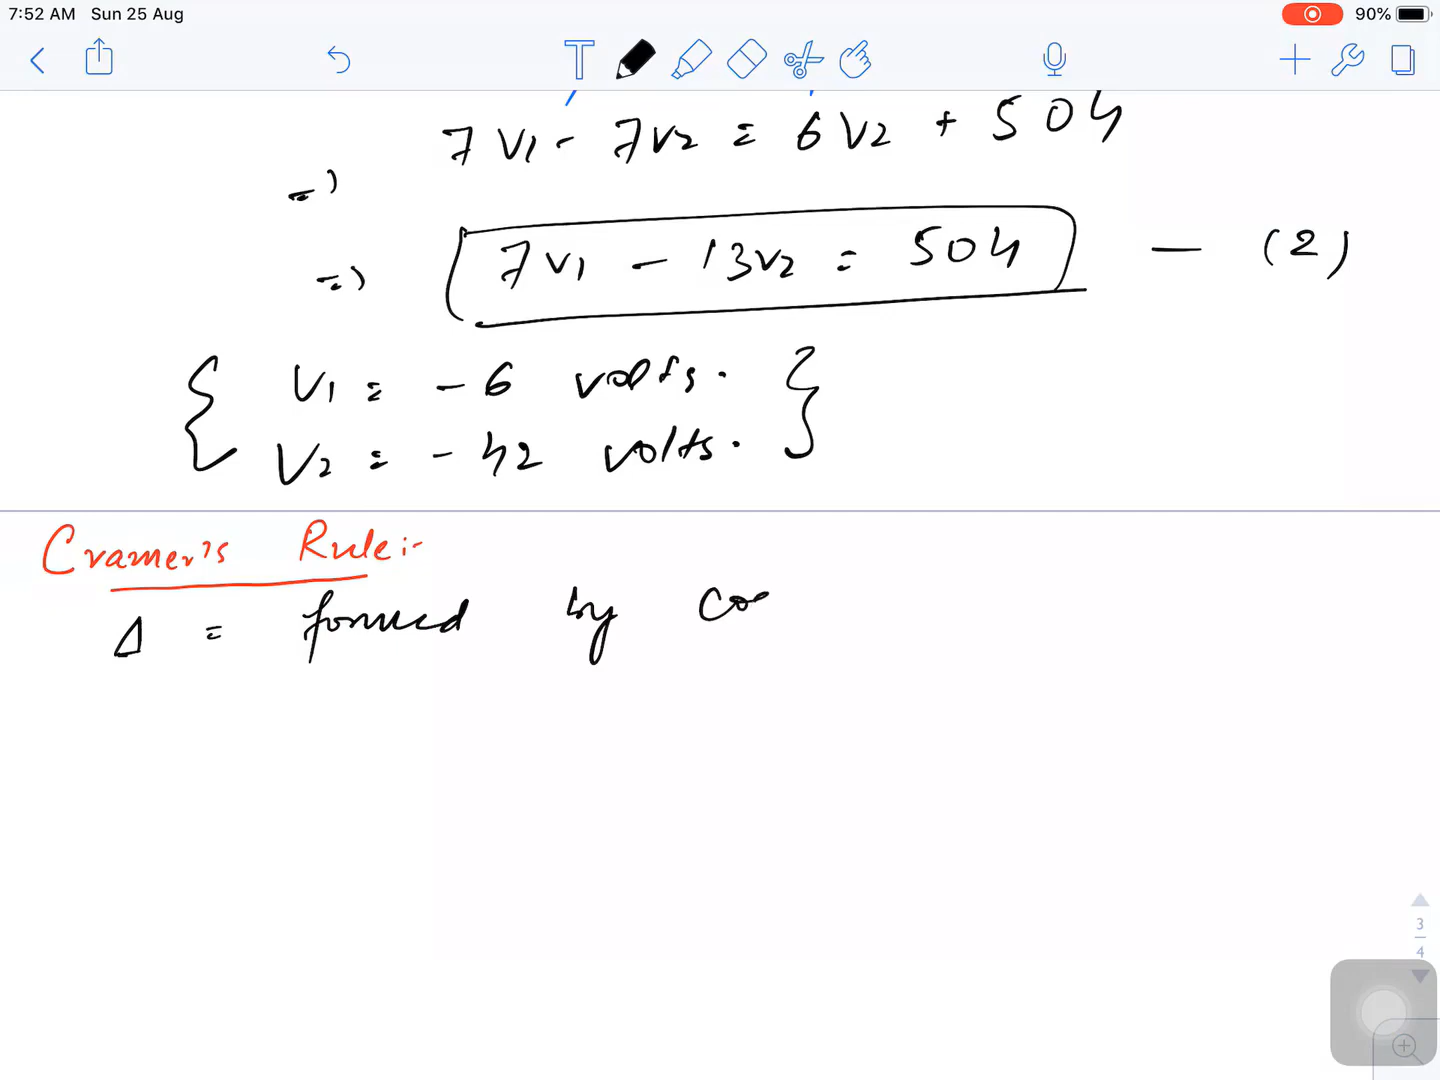 7:52 AM Sun 25 Aug 90%
T
7V1 - 7V2 = 6V2 + 504
=>
=> 7V1 - 13V2 = 504 — (2)
{ V1 = - 6 volts. }
V2 = - 42 volts.
Cramer's Rule:-
Δ = formed by coe
3
4